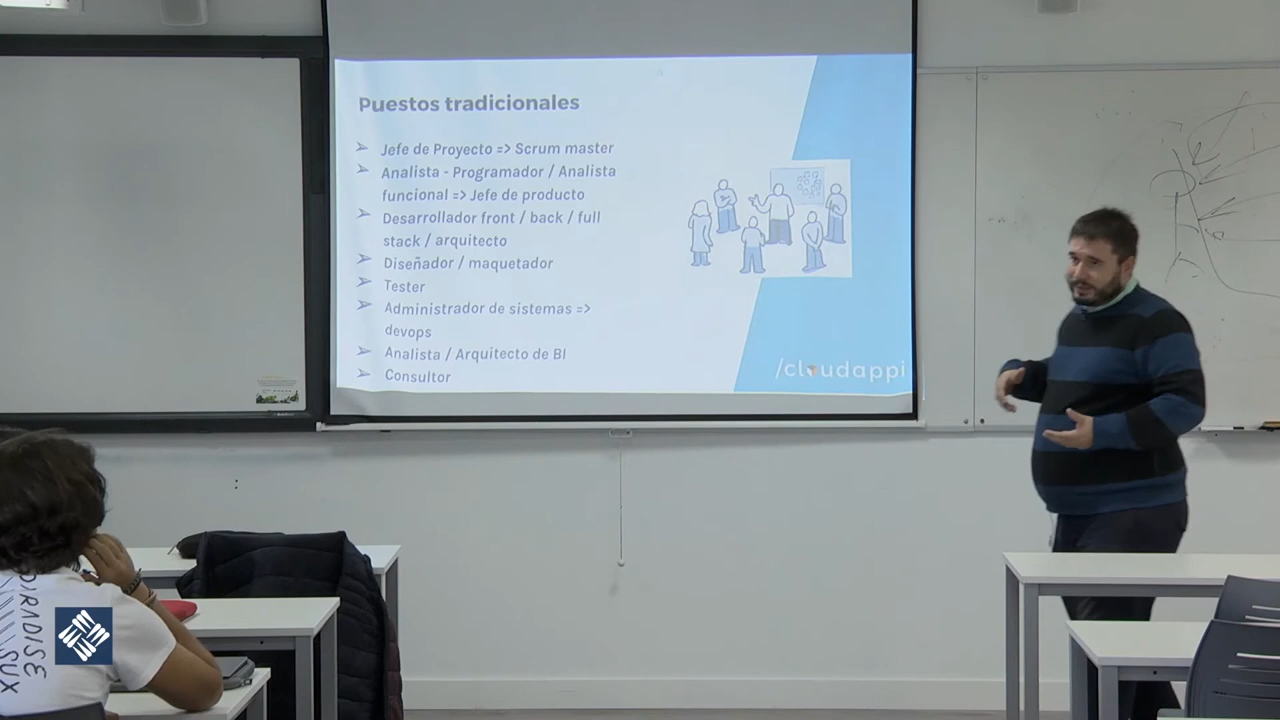 Puestos tradicionales
Jefe de Proyecto => Scrum master
Analista - Programador / Analista
funcional => Jefe de producto
Desarrollador front / back / full
stack / arquitecto
Diseñador / maquetador
Tester
Administrador de sistemas =>
devops
Analista / Arquitecto de BI
Consultor
/cloudappi